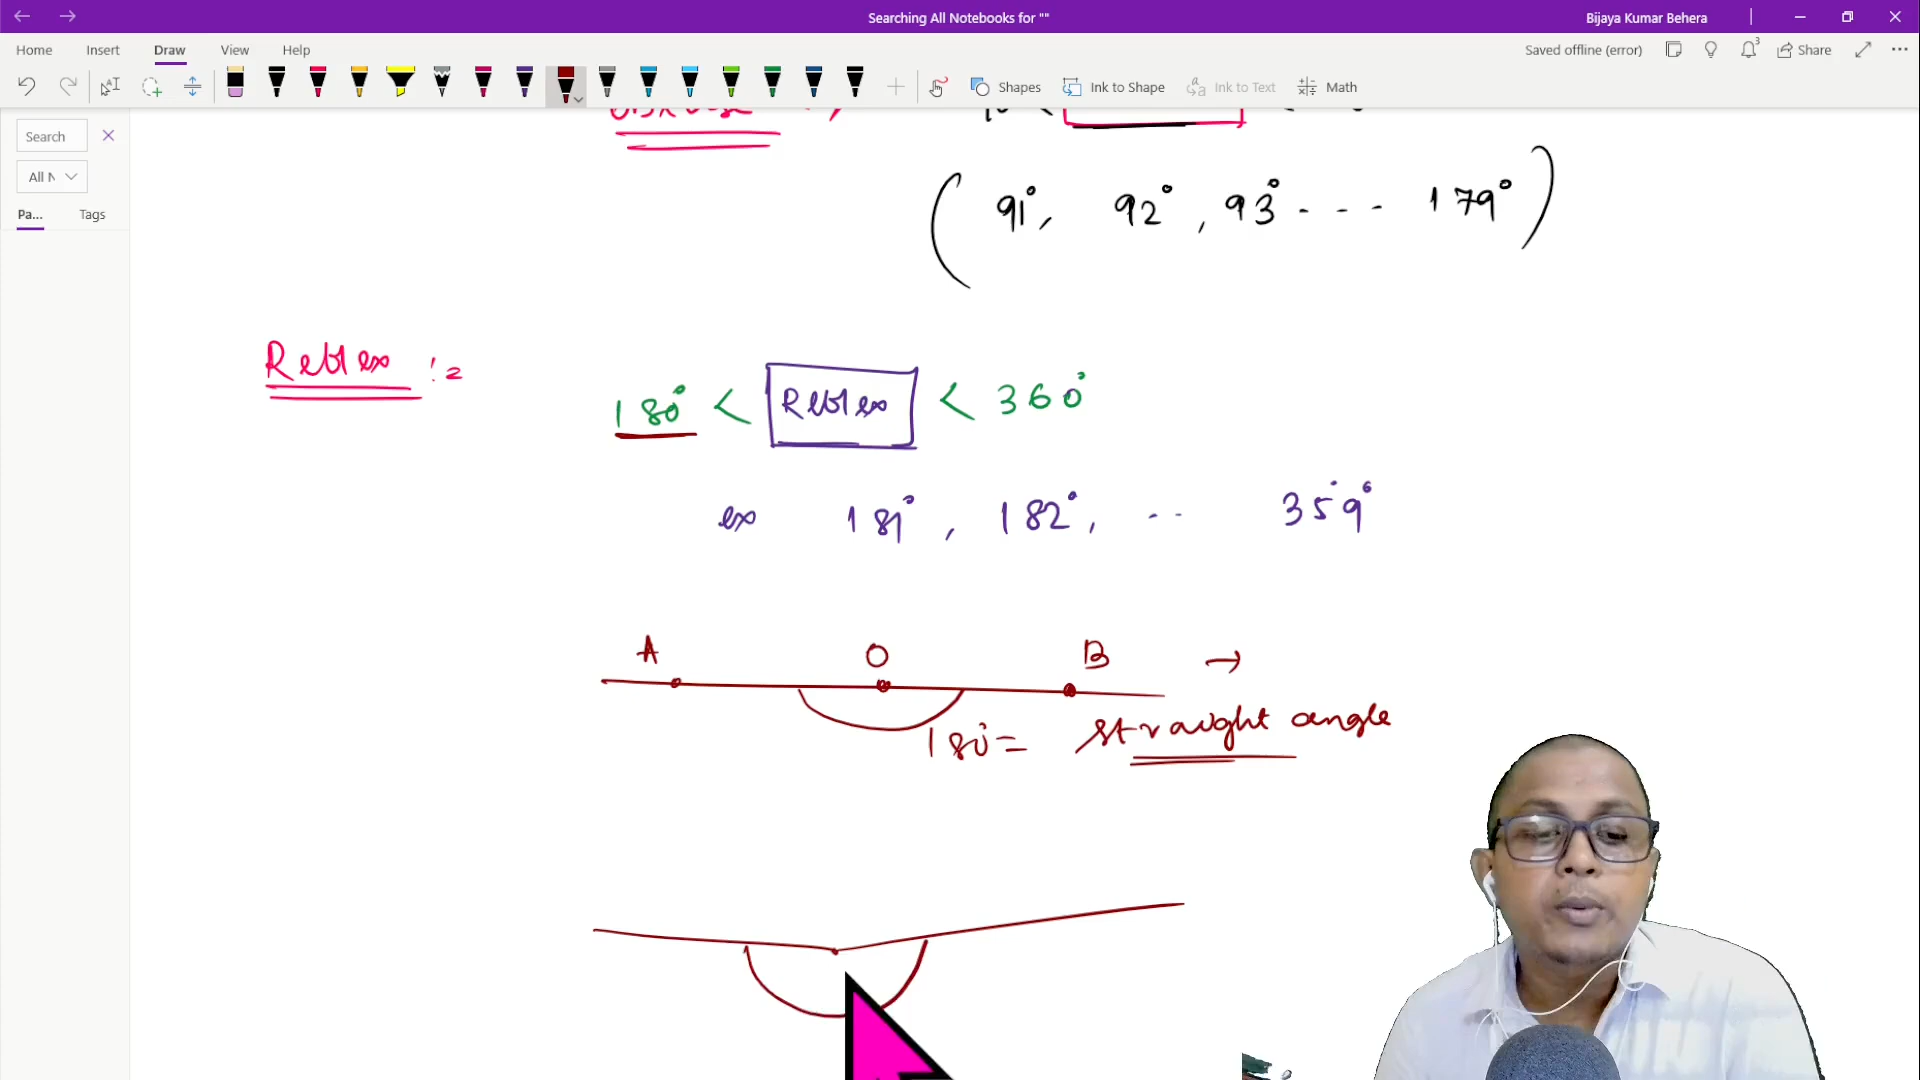 Searching All Notebooks for ""
Bijaya Kumar Behera
Home Insert Draw View Help
Saved offline (error) Share
Shapes Ink to Shape Ink to Text Math
Search
All N
Pa... Tags
( 91°, 92°, 93° - - - 179° )
Reflex :=
180° < Reflex < 360°
ex 181°, 182°, .. 359°
A O B →
180° = straught angle